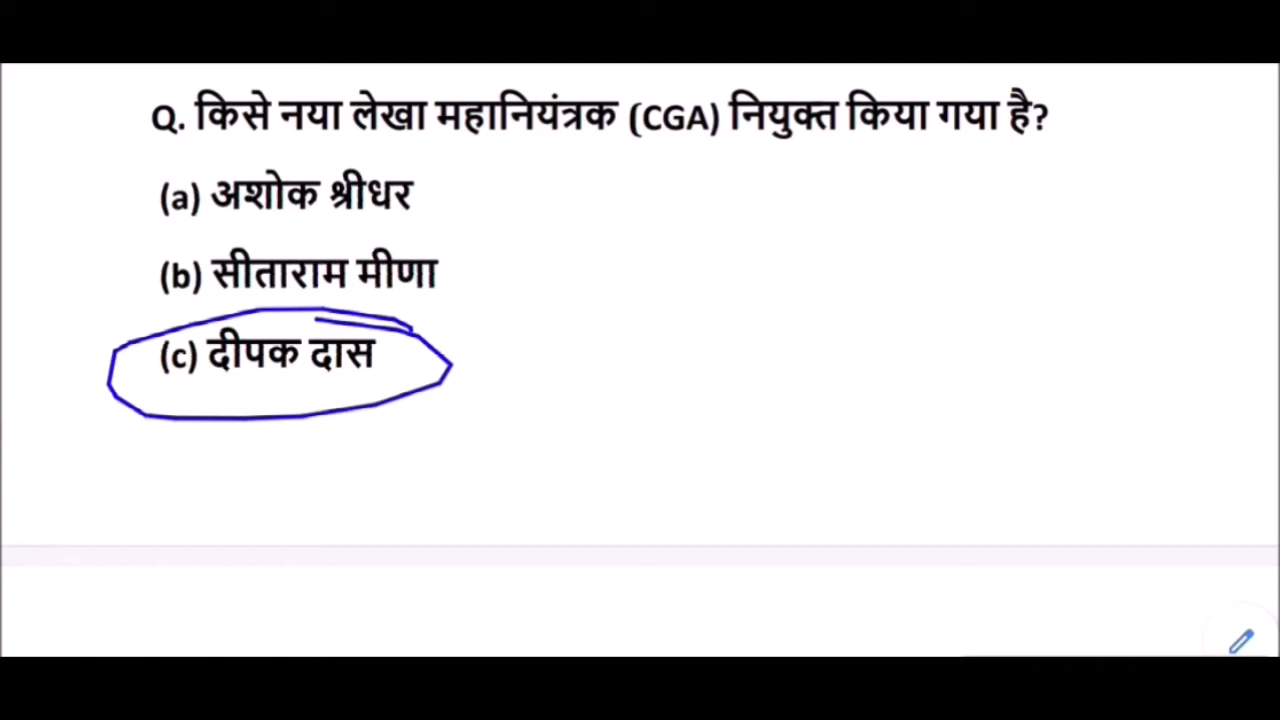 Q. किसे नया लेखा महानियंत्रक (CGA) नियुक्त किया गया है?
(a) अशोक श्रीधर
(b) सीताराम मीणा
(c) दीपक दास